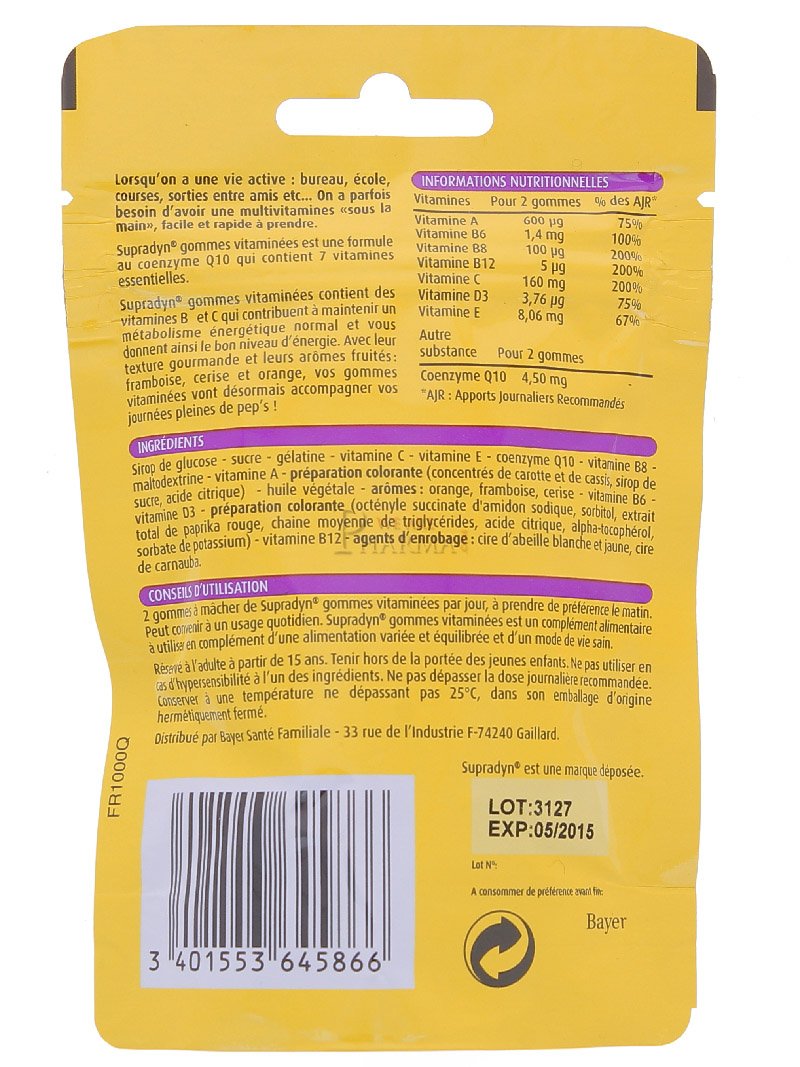 Lorsqu'on a une vie active : bureau, école,
courses, sorties entre amis etc... On a parfois
besoin d'avoir une multivitamines «sous la
main», facile et rapide à prendre.
Supradyn® gommes vitaminées est une formule
au coenzyme Q10 qui contient 7 vitamines
essentielles.
Supradyn® gommes vitaminées contient des
vitamines B et C qui contribuent à maintenir un
métabolisme énergétique normal et vous
donnent ainsi le bon niveau d'énergie. Avec leur
texture gourmande et leurs arômes fruités:
framboise, cerise et orange, vos gommes
vitaminées vont désormais accompagner vos
journées pleines de pep's !
INFORMATIONS NUTRITIONNELLES
Vitamines Pour 2 gommes % des AJR*
Vitamine A 600 µg 75%
Vitamine B6 1,4 mg 100%
Vitamine B8 100 µg 200%
Vitamine B12 5 µg 200%
Vitamine C 160 mg 200%
Vitamine D3 3,76 µg 75%
Vitamine E 8,06 mg 67%
Autre
substance Pour 2 gommes
Coenzyme Q10 4,50 mg
*AJR : Apports Journaliers Recommandés
INGRÉDIENTS
Sirop de glucose - sucre - gélatine - vitamine C - vitamine E - coenzyme Q10 - vitamine B8 -
maltodextrine - vitamine A - préparation colorante (concentrés de carotte et de cassis, sirop de
sucre, acide citrique) - huile végétale - arômes : orange, framboise, cerise - vitamine B6 -
vitamine D3 - préparation colorante (octényle succinate d'amidon sodique, sorbitol, extrait
total de paprika rouge, chaine moyenne de triglycérides, acide citrique, alpha-tocophérol,
sorbate de potassium) - vitamine B12 - agents d'enrobage : cire d'abeille blanche et jaune, cire
de carnauba.
CONSEILS D'UTILISATION
2 gommes à mâcher de Supradyn® gommes vitaminées par jour, à prendre de préférence le matin.
Peut convenir à un usage quotidien. Supradyn® gommes vitaminées est un complément alimentaire
à utiliser en complément d'une alimentation variée et équilibrée et d'un mode de vie sain.
Réservé à l'adulte à partir de 15 ans. Tenir hors de la portée des jeunes enfants. Ne pas utiliser en
cas d'hypersensibilité à l'un des ingrédients. Ne pas dépasser la dose journalière recommandée.
Conserver à une température ne dépassant pas 25°C, dans son emballage d'origine
hermétiquement fermé.
Distribué par Bayer Santé Familiale - 33 rue de l'Industrie F-74240 Gaillard.
FR1000Q
Supradyn® est une marque déposée.
LOT:3127
EXP:05/2015
Lot N°:
A consommer de préférence avant fin:
Bayer
3 401553 645866